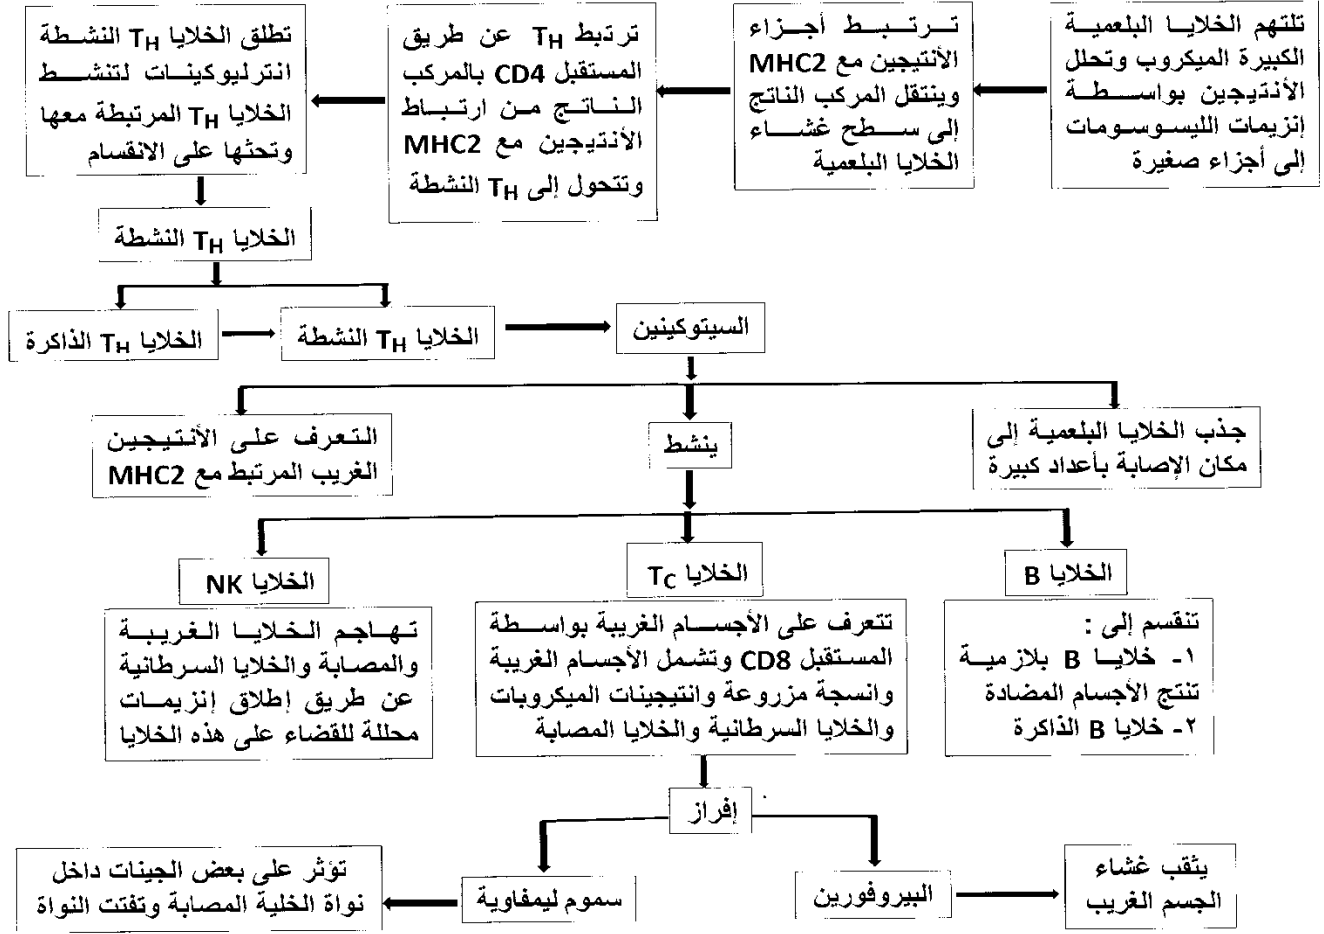 تلتهم الخلايا البلعمية
الكبيرة الميكروب وتحلل
الأنتيجين بواسطة
إنزيمات الليسوسومات
إلى أجزاء صغيرة
ترتبط أجزاء
الأنتيجين مع MHC2
وينتقل المركب الناتج
إلى سطح غشاء
الخلايا البلعمية
ترتبط TH عن طريق
المستقبل CD4 بالمركب
الناتج من ارتباط
الأنتيجين مع MHC2
وتتحول إلى TH النشطة
تطلق الخلايا TH النشطة
انترليوكينات لتنشط
الخلايا TH المرتبطة معها
وتحثها على الانقسام
الخلايا TH النشطة
الخلايا TH الذاكرة
الخلايا TH النشطة
السيتوكينين
جذب الخلايا البلعمية إلى
مكان الإصابة بأعداد كبيرة
ينشط
التعرف على الأنتيجين
الغريب المرتبط مع MHC2
الخلايا B
الخلايا TC
الخلايا NK
تنقسم إلى :
١- خلايا B بلازمية
تنتج الأجسام المضادة
٢- خلايا B الذاكرة
تتعرف على الأجسام الغريبة بواسطة
المستقبل CD8 وتشمل الأجسام الغريبة
وانسجة مزروعة وانتيجينات الميكروبات
والخلايا السرطانية والخلايا المصابة
تهاجم الخلايا الغريبة
والمصابة والخلايا السرطانية
عن طريق إطلاق إنزيمات
محللة للقضاء على هذه الخلايا
إفراز
يثقب غشاء
الجسم الغريب
البيروفورين
سموم ليمفاوية
تؤثر على بعض الجينات داخل
نواة الخلية المصابة وتفتت النواة